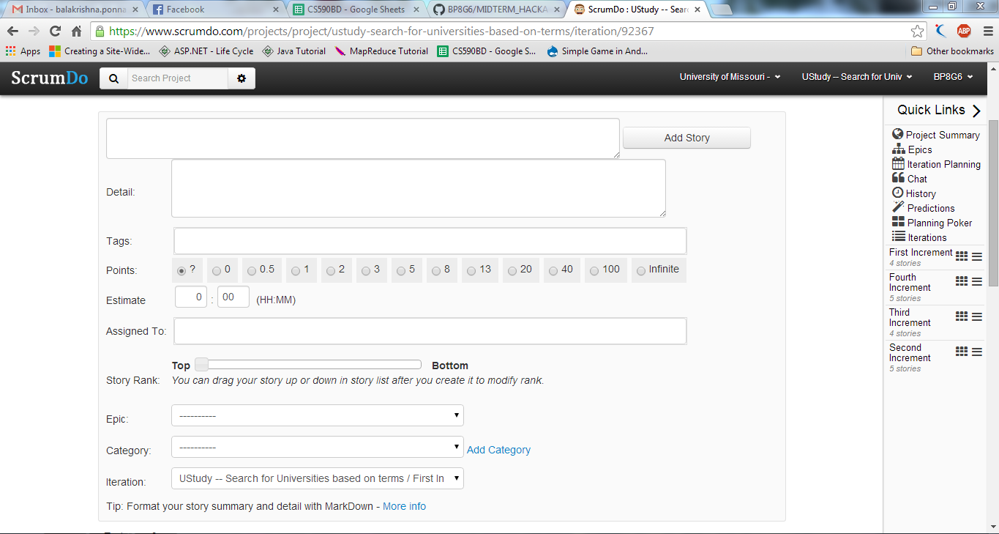 Inbox - balakrishna.ponna
Facebook
CS590BD - Google Sheets
BP8G6/MIDTERM_HACKA
ScrumDo : UStudy -- Sear
https://www.scrumdo.com/projects/project/ustudy-search-for-universities-based-on-terms/iteration/92367
ABP
Apps
Creating a Site-Wide...
ASP.NET - Life Cycle
Java Tutorial
MapReduce Tutorial
CS590BD - Google S...
Simple Game in And...
Other bookmarks
ScrumDo
Search Project
University of Missouri -
UStudy -- Search for Univ
BP8G6
Add Story
Detail:
Tags:
Points:
? 0 0.5 1 2 3 5 8 13 20 40 100 Infinite
Estimate
0 : 00 (HH:MM)
Assigned To:
Top Bottom
Story Rank: You can drag your story up or down in story list after you create it to modify rank.
Epic: ----------
Category: ---------- Add Category
Iteration: UStudy -- Search for Universities based on terms / First In
Tip: Format your story summary and detail with MarkDown - More info
Quick Links
Project Summary
Epics
Iteration Planning
Chat
History
Predictions
Planning Poker
Iterations
First Increment
4 stories
Fourth
Increment
5 stories
Third
Increment
4 stories
Second
Increment
5 stories